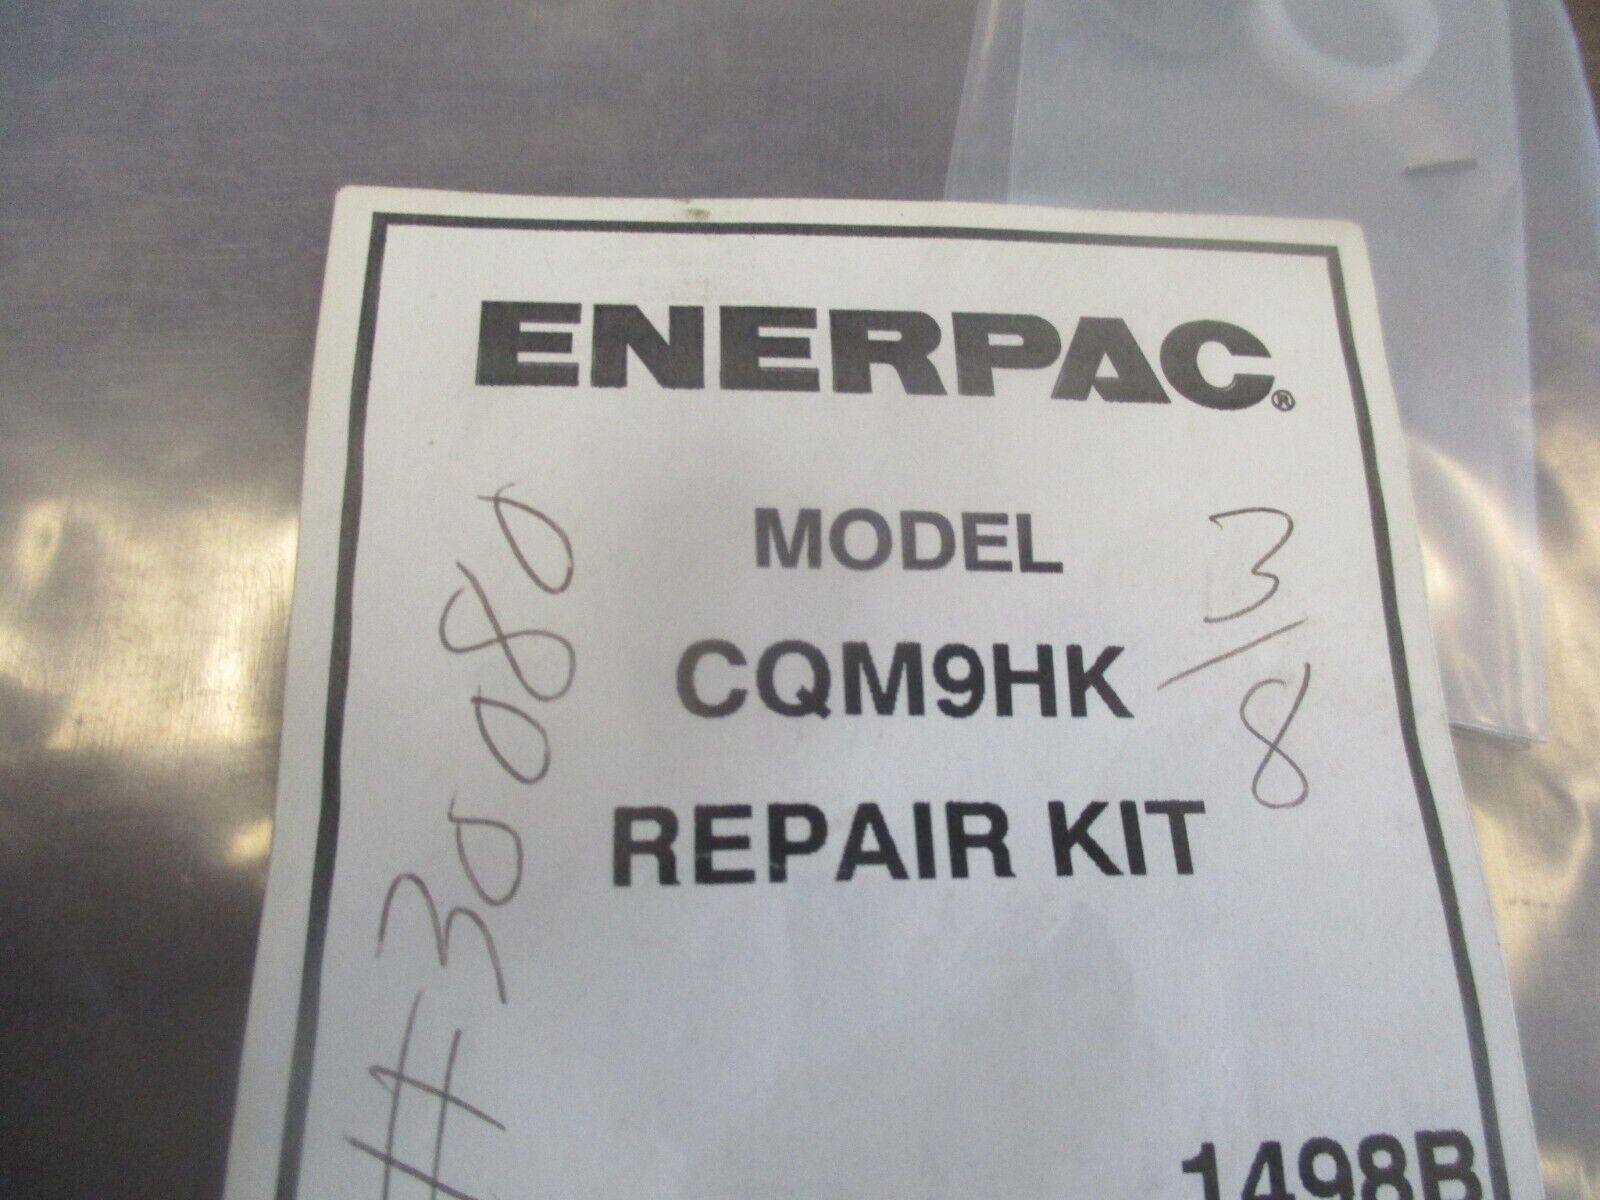 ENERPAC®
MODEL
CQM9HK
REPAIR KIT
3/8
#30080
1498B